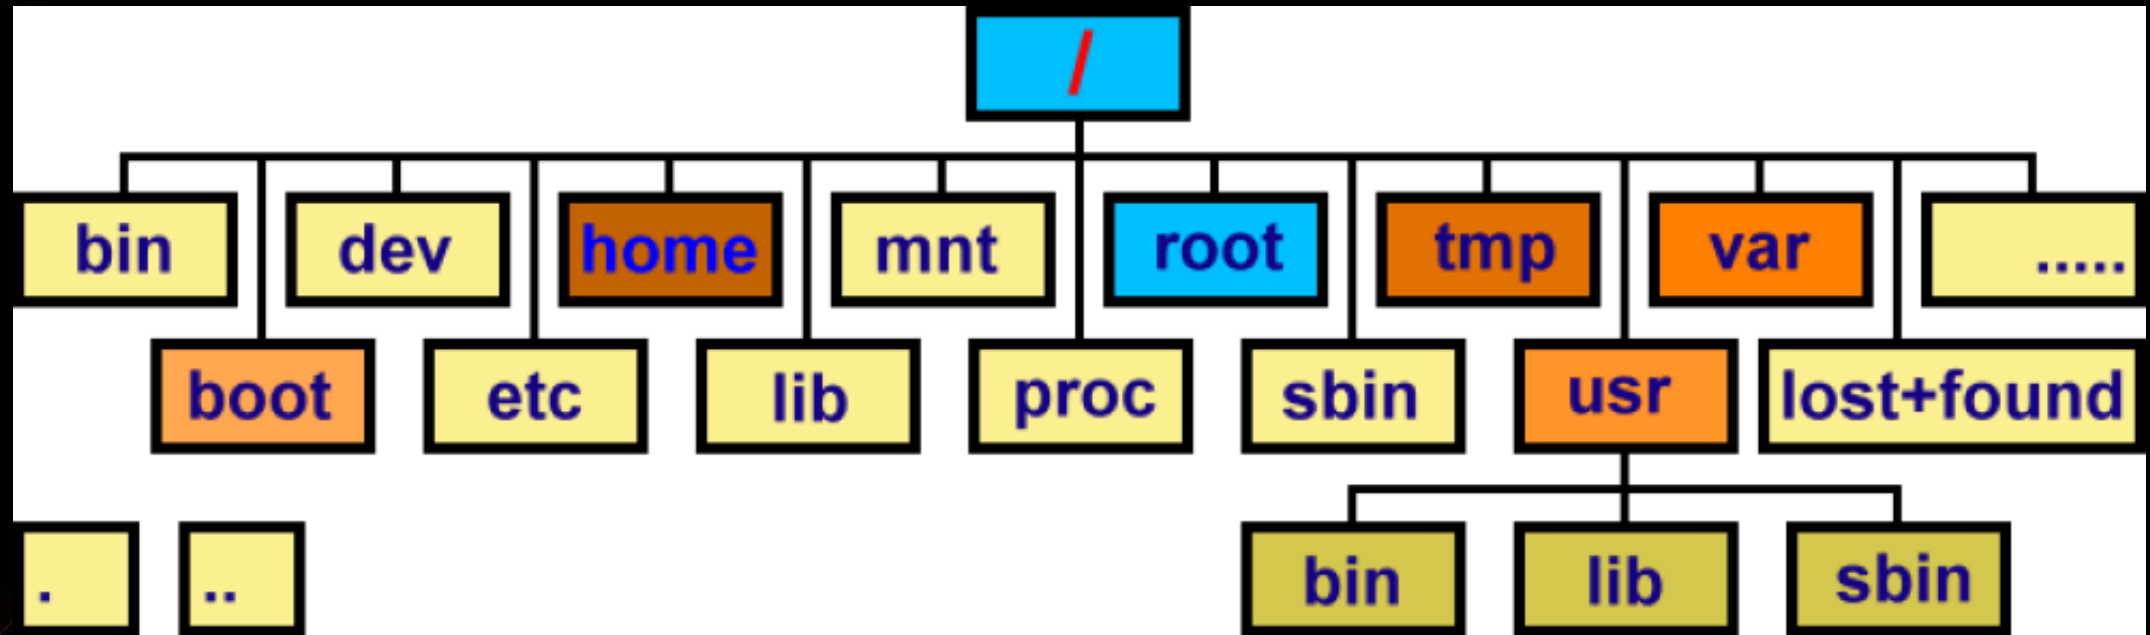 /
bin dev home mnt root tmp var .....
boot etc lib proc sbin usr lost+found
. .. bin lib sbin